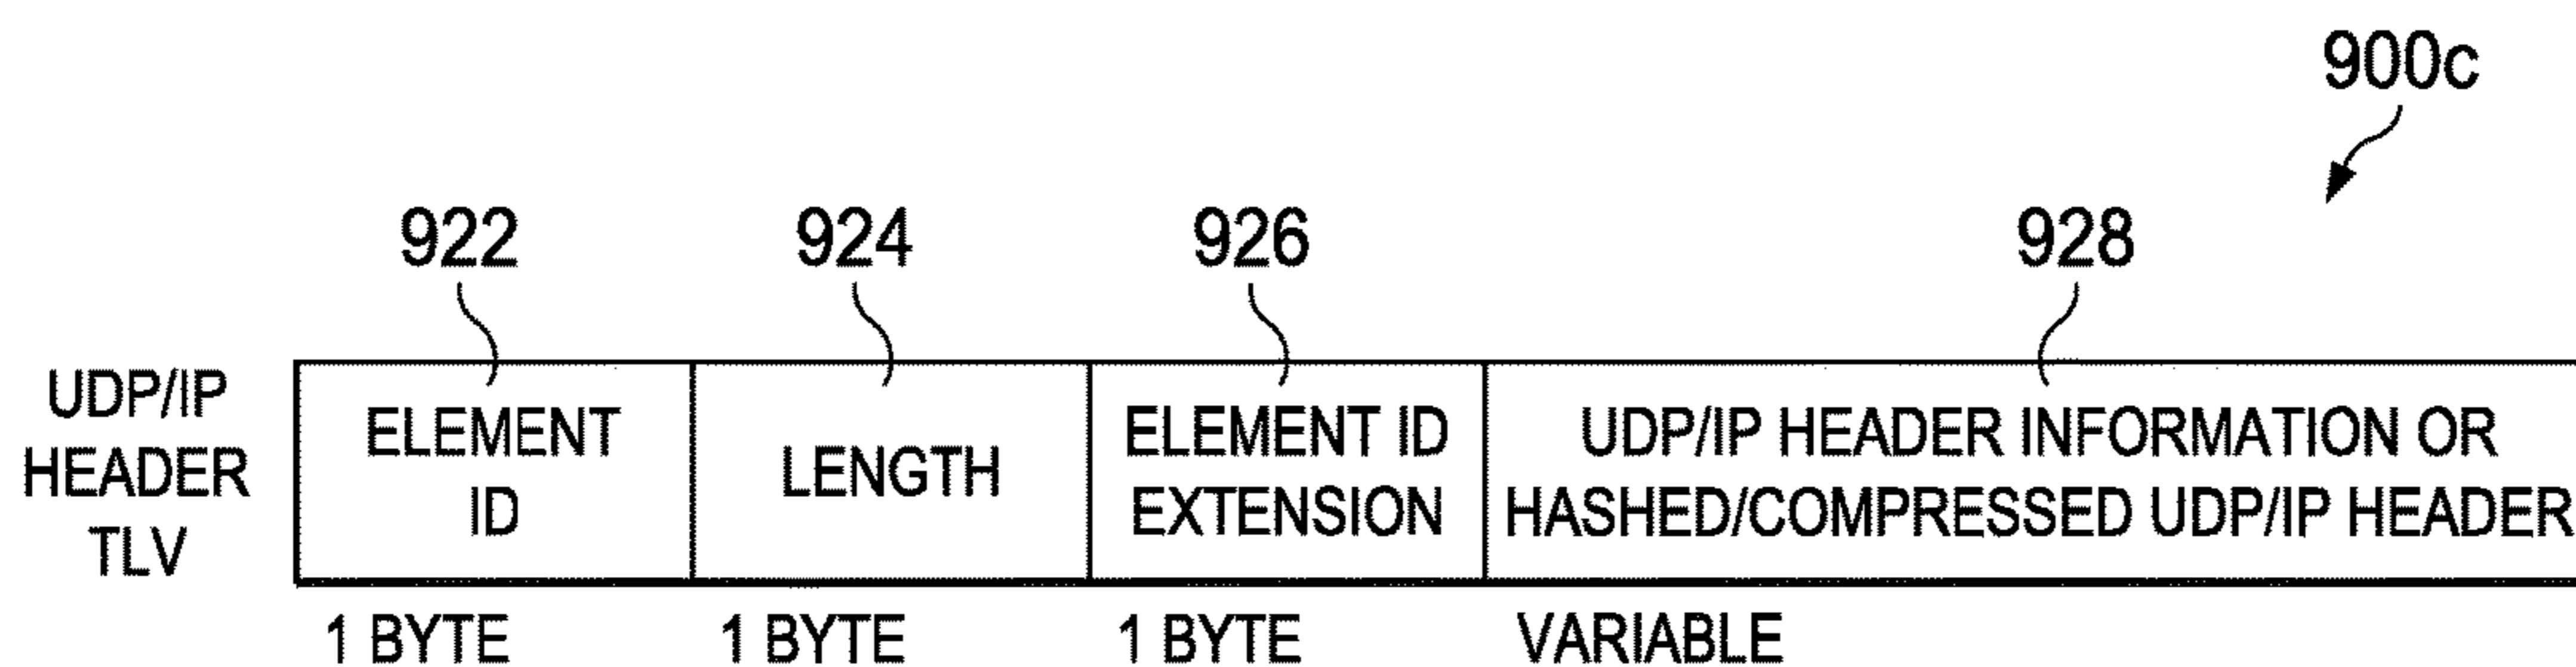 900c
922
924
926
928
UDP/IP
HEADER
TLV
ELEMENT
ID
LENGTH
ELEMENT ID
EXTENSION
UDP/IP HEADER INFORMATION OR
HASHED/COMPRESSED UDP/IP HEADER
1 BYTE
1 BYTE
1 BYTE
VARIABLE